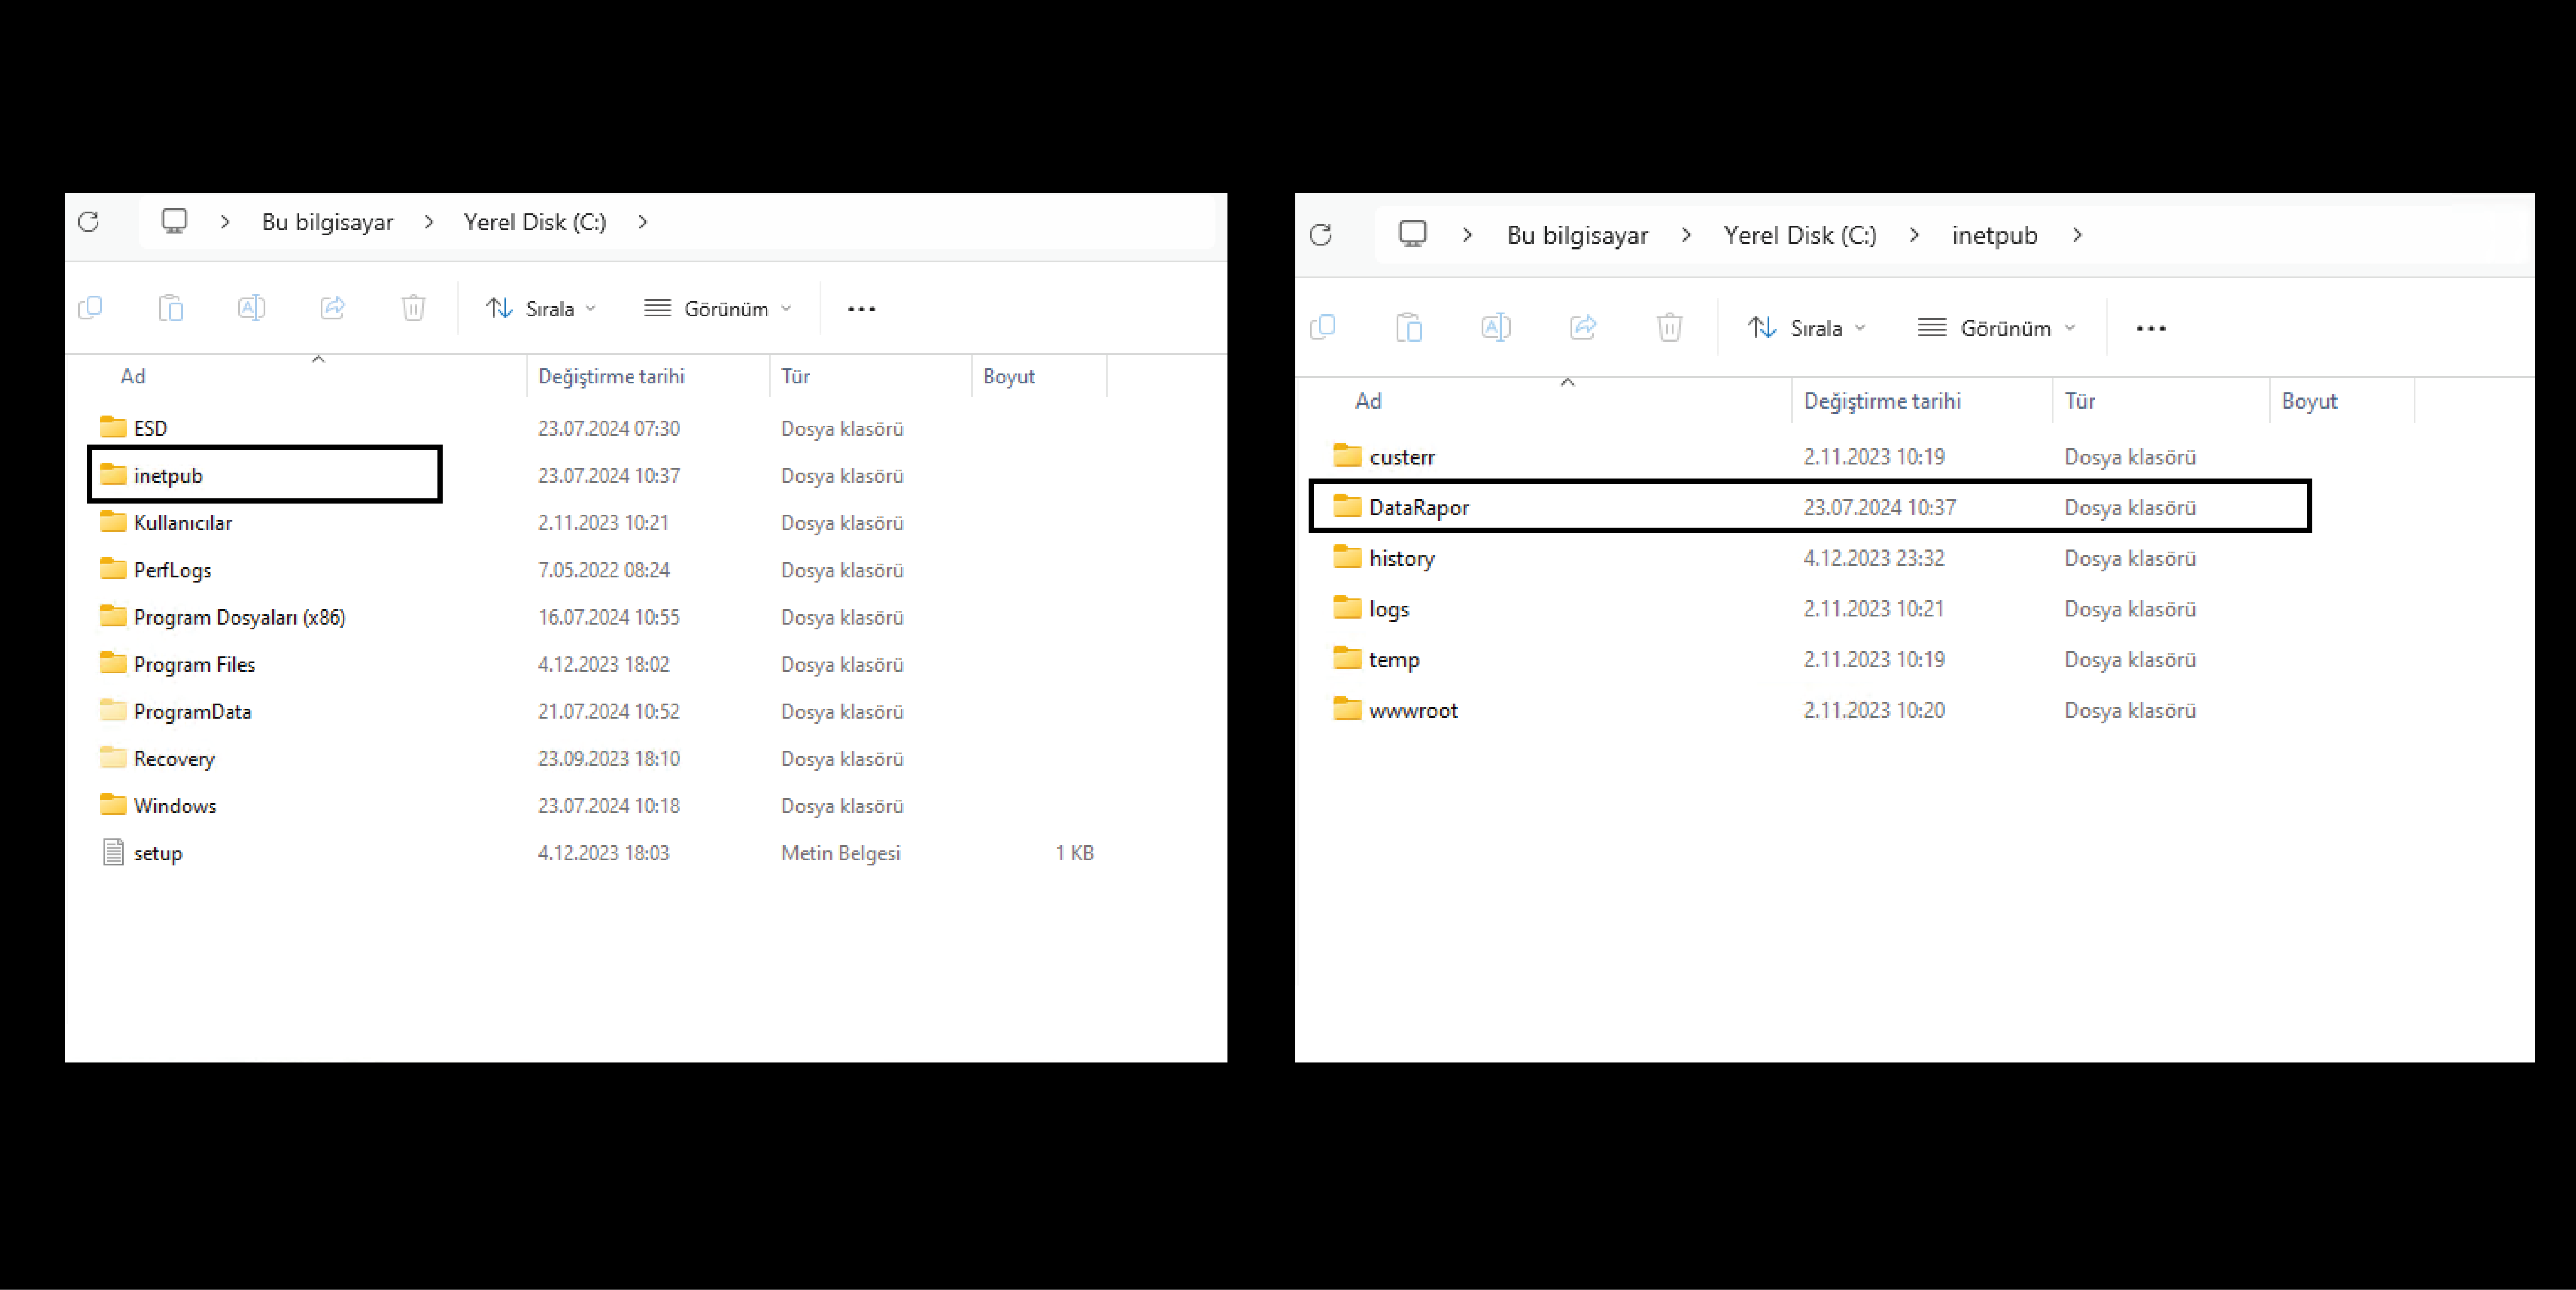 Bu bilgisayar > Yerel Disk (C:) >
Sırala Görünüm
Ad Değiştirme tarihi Tür Boyut
ESD 23.07.2024 07:30 Dosya klasörü
inetpub 23.07.2024 10:37 Dosya klasörü
Kullanıcılar 2.11.2023 10:21 Dosya klasörü
PerfLogs 7.05.2022 08:24 Dosya klasörü
Program Dosyaları (x86) 16.07.2024 10:55 Dosya klasörü
Program Files 4.12.2023 18:02 Dosya klasörü
ProgramData 21.07.2024 10:52 Dosya klasörü
Recovery 23.09.2023 18:10 Dosya klasörü
Windows 23.07.2024 10:18 Dosya klasörü
setup 4.12.2023 18:03 Metin Belgesi 1 KB
Bu bilgisayar > Yerel Disk (C:) > inetpub >
Sırala Görünüm
Ad Değiştirme tarihi Tür Boyut
custerr 2.11.2023 10:19 Dosya klasörü
DataRapor 23.07.2024 10:37 Dosya klasörü
history 4.12.2023 23:32 Dosya klasörü
logs 2.11.2023 10:21 Dosya klasörü
temp 2.11.2023 10:19 Dosya klasörü
wwwroot 2.11.2023 10:20 Dosya klasörü